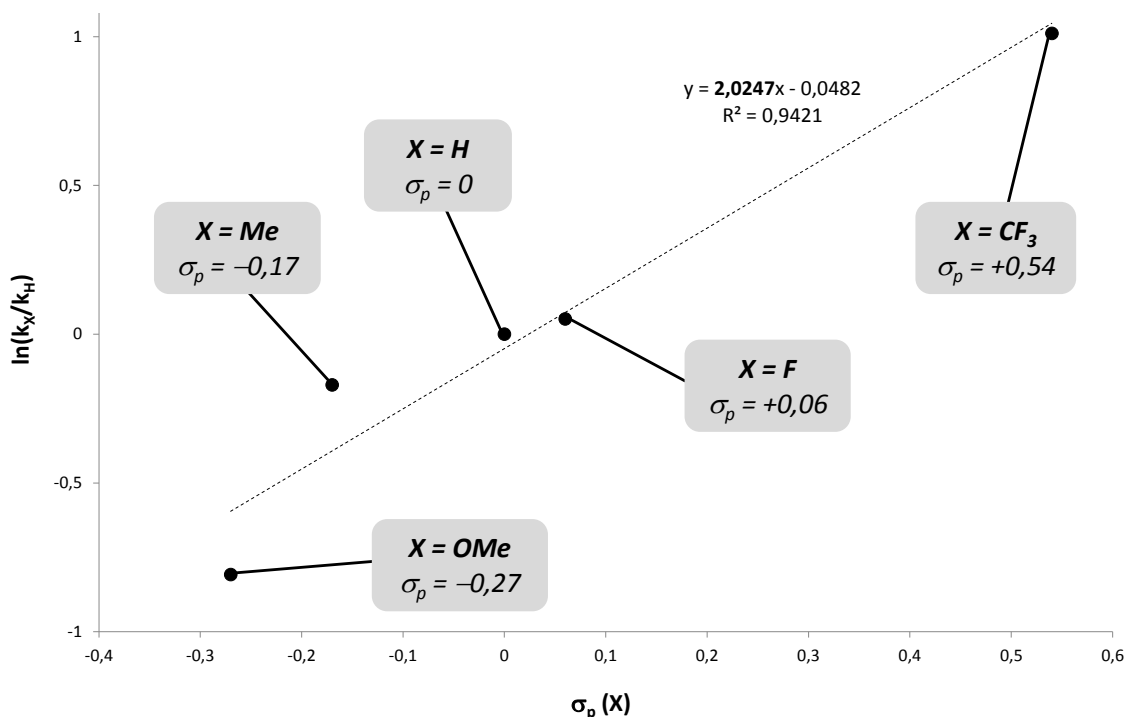 1
y = 2,0247x - 0,0482
R² = 0,9421
X = H
σp = 0
0,5
X = Me
σp = −0,17
X = CF3
σp = +0,54
ln(kX/kH)
0
X = F
σp = +0,06
-0,5
X = OMe
σp = −0,27
-1
-0,4 -0,3 -0,2 -0,1 0 0,1 0,2 0,3 0,4 0,5 0,6
σp (X)